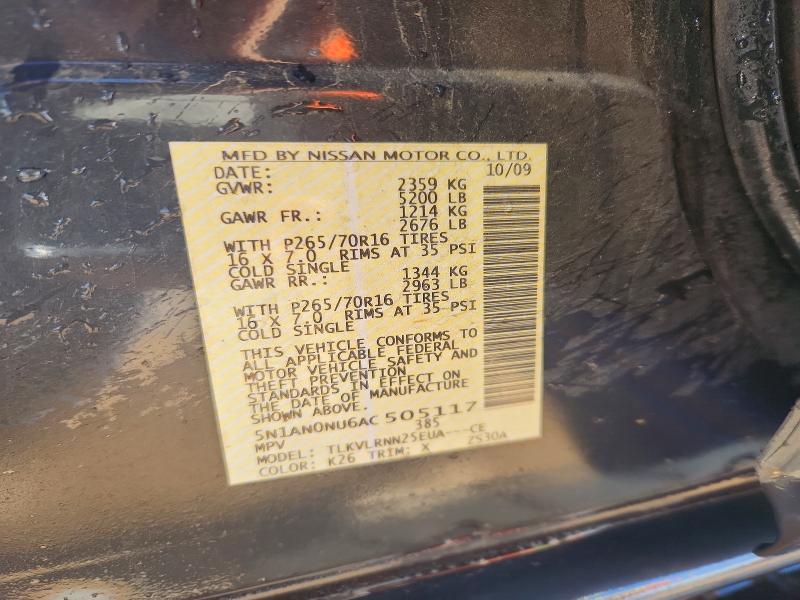 MFD BY NISSAN MOTOR CO., LTD.
DATE: 10/09
GVWR: 2359 KG
5200 LB
GAWR FR.: 1214 KG
2676 LB
WITH P265/70R16 TIRES
16 X 7.0 RIMS AT 35 PSI
COLD SINGLE
GAWR RR.: 1344 KG
2963 LB
WITH P265/70R16 TIRES
16 X 7.0 RIMS AT 35 PSI
COLD SINGLE
THIS VEHICLE CONFORMS TO
ALL APPLICABLE FEDERAL
MOTOR VEHICLE SAFETY AND
THEFT PREVENTION
STANDARDS IN EFFECT ON
THE DATE OF MANUFACTURE
SHOWN ABOVE.
5N1AN0NU6AC 505117
MPV 385
MODEL: TLKVLRNN25EUA---CE
COLOR: K26 TRIM: X ZS30A